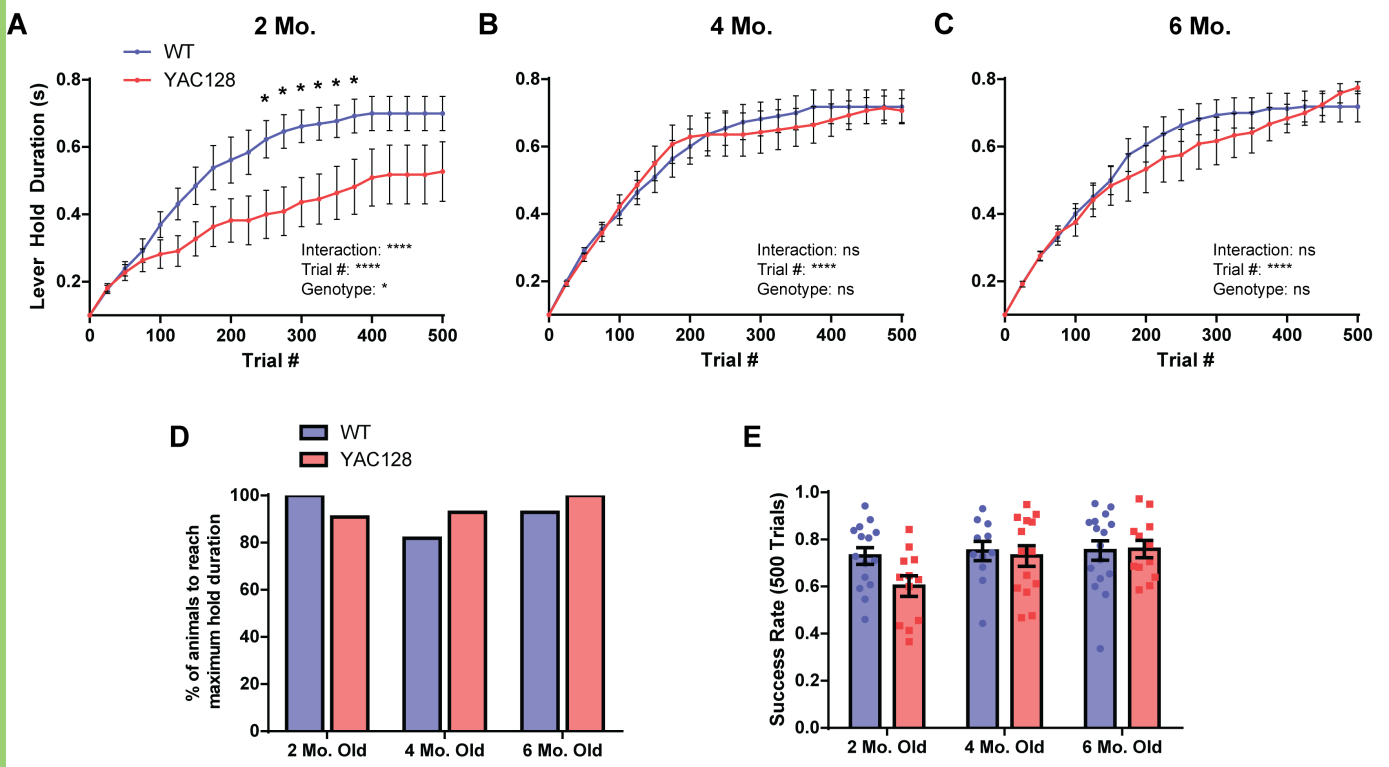 A
2 Mo.
B
4 Mo.
C
6 Mo.
WT
YAC128
Lever Hold Duration (s)
0.8
0.6
0.4
0.2
* * * * * *
Interaction: ****
Trial #: ****
Genotype: *
0 100 200 300 400 500
Trial #
0.8
0.6
0.4
0.2
Interaction: ns
Trial #: ****
Genotype: ns
0 100 200 300 400 500
Trial #
0.8
0.6
0.4
0.2
Interaction: ns
Trial #: ****
Genotype: ns
0 100 200 300 400 500
Trial #
D
WT
YAC128
% of animals to reach
maximum hold duration
100
80
60
40
20
0
2 Mo. Old 4 Mo. Old 6 Mo. Old
E
Success Rate (500 Trials)
1.0
0.8
0.6
0.4
0.2
0.0
2 Mo. Old 4 Mo. Old 6 Mo. Old